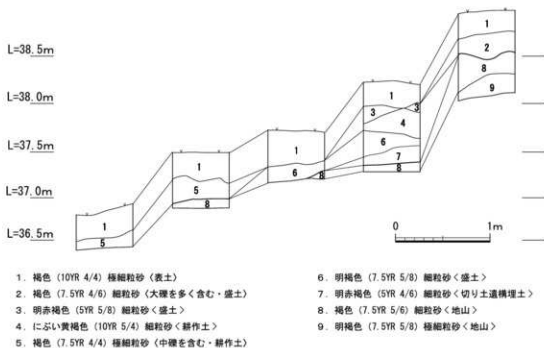 L=38.5m
L=38.0m
L=37.5m
L=37.0m
L=36.5m
1
5
1
5
8
1
6
8
1
3
3
4
6
7
8
1
2
8
9
0 1m
1. 褐色 (10YR 4/4) 極細粒砂〈表土〉
2. 褐色 (7.5YR 4/6) 細粒砂〈大礫を多く含む・盛土〉
3. 明赤褐色 (5YR 5/8) 細粒砂<盛土>
4. にぶい黄褐色 (10YR 5/4) 細粒砂<耕作土>
5. 褐色 (7.5YR 4/4) 極細粒砂〈中礫を含む・耕作土〉
6. 明褐色 (7.5YR 5/8) 細粒砂<盛土>
7. 明赤褐色 (5YR 4/6) 細粒砂<切り土遺構埋土>
8. 褐色 (7.5YR 5/6) 細粒砂<地山>
9. 明褐色 (7.5YR 5/8) 極細粒砂<地山>